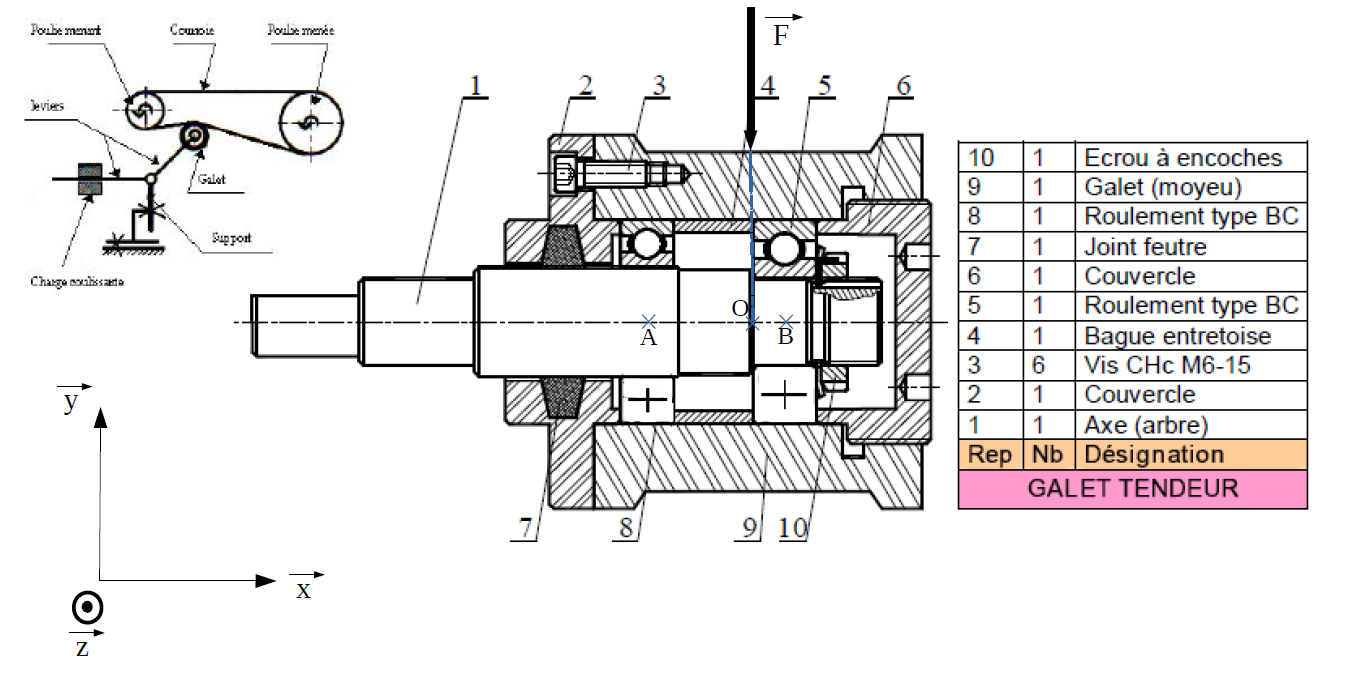 Poulie menant
Courroie
Poulie menée
leviers
Galet
Support
Charge coulissante
F
1
2
3
4
5
6
O
A
B
7
8
9
10
y
x
z
10 1 Ecrou à encoches
9 1 Galet (moyeu)
8 1 Roulement type BC
7 1 Joint feutre
6 1 Couvercle
5 1 Roulement type BC
4 1 Bague entretoise
3 6 Vis CHc M6-15
2 1 Couvercle
1 1 Axe (arbre)
Rep Nb Désignation
GALET TENDEUR